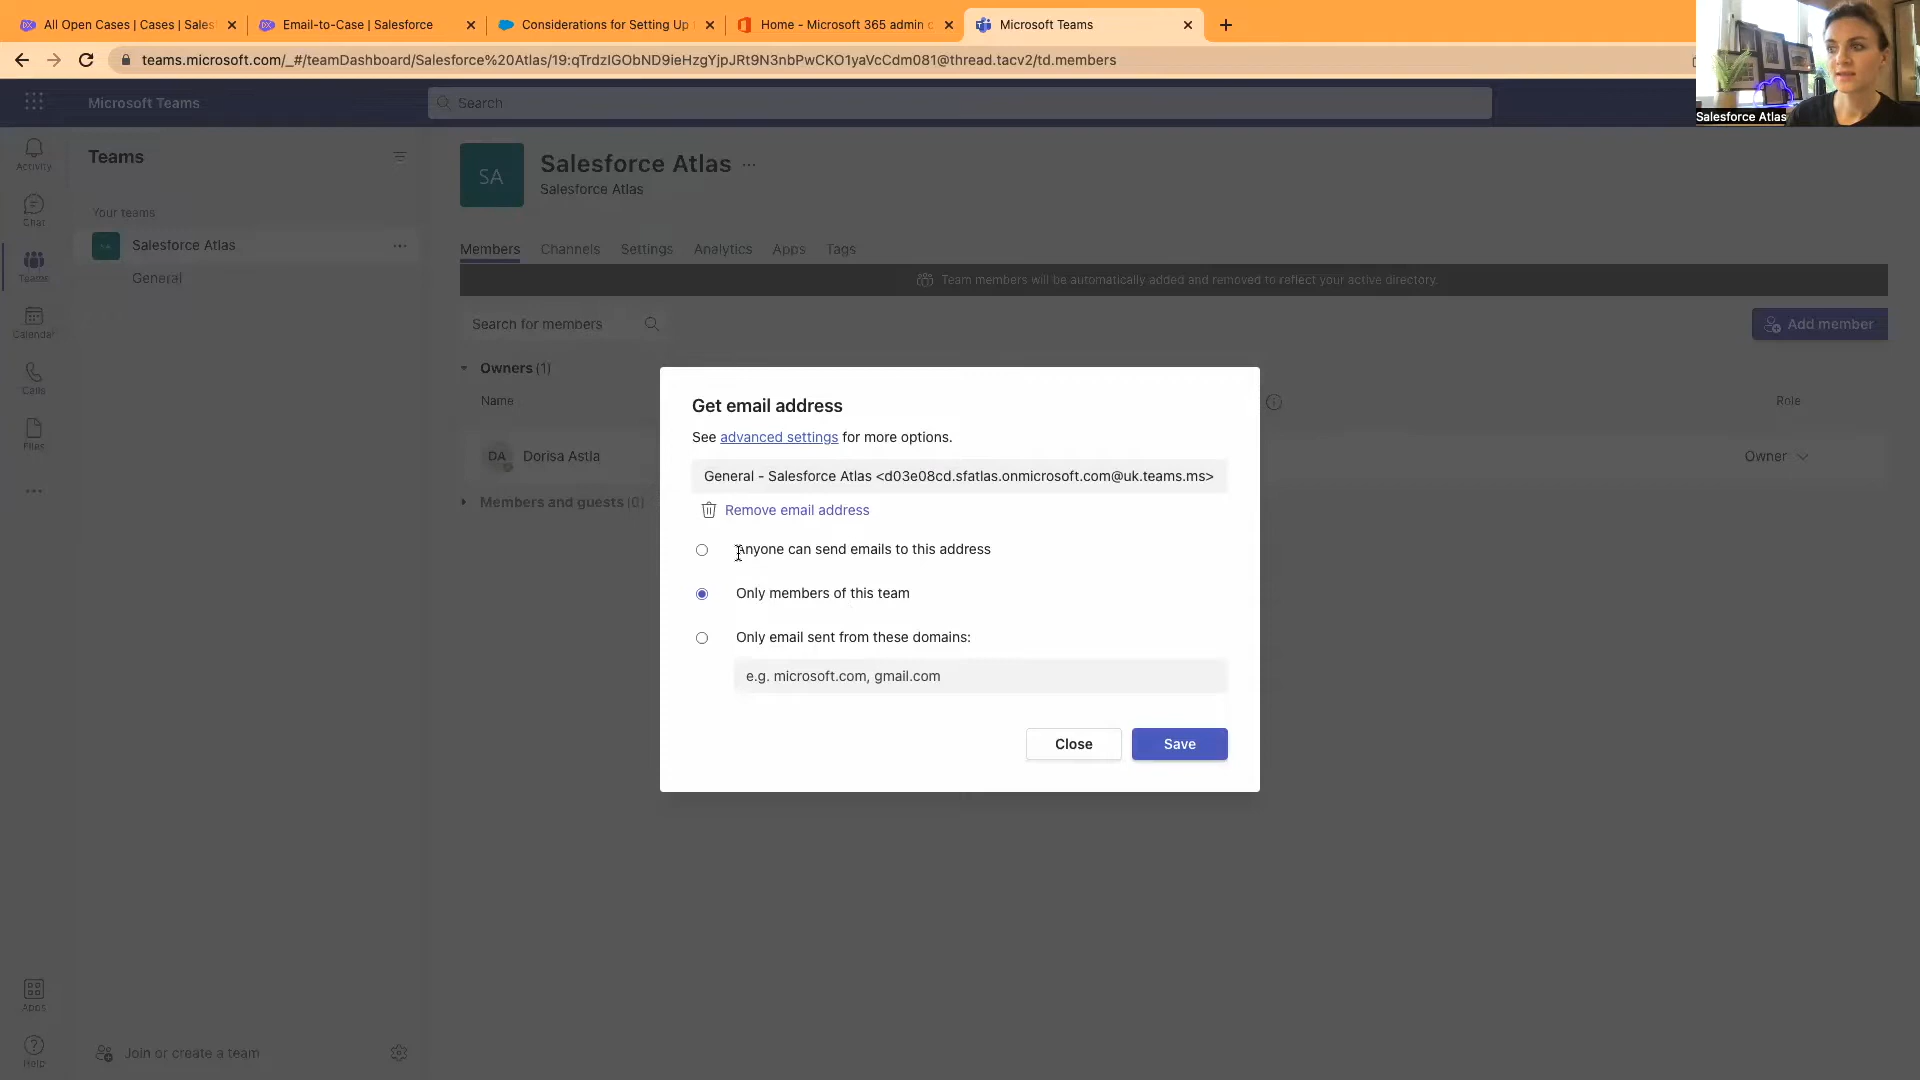 All Open Cases | Cases | Sales
Email-to-Case | Salesforce
Considerations for Setting Up
Home - Microsoft 365 admin c
Microsoft Teams
teams.microsoft.com/_#/teamDashboard/Salesforce%20Atlas/19:qTrdzIGObND9ieHzgYjpJRt9N3nbPwCKO1yaVcCdm081@thread.tacv2/td.members
Microsoft Teams
Search
Salesforce Atlas
Activity
Chat
Teams
Calendar
Calls
Files
Apps
Help
Teams
Your teams
Salesforce Atlas
General
Join or create a team
SA
Salesforce Atlas
Salesforce Atlas
Members Channels Settings Analytics Apps Tags
Team members will be automatically added and removed to reflect your active directory.
Search for members
Add member
Owners (1)
Name
Role
DA Dorisa Astla
Owner
Members and guests (0)
Get email address
See advanced settings for more options.
General - Salesforce Atlas <d03e08cd.sfatlas.onmicrosoft.com@uk.teams.ms>
Remove email address
Anyone can send emails to this address
Only members of this team
Only email sent from these domains:
e.g. microsoft.com, gmail.com
Close
Save